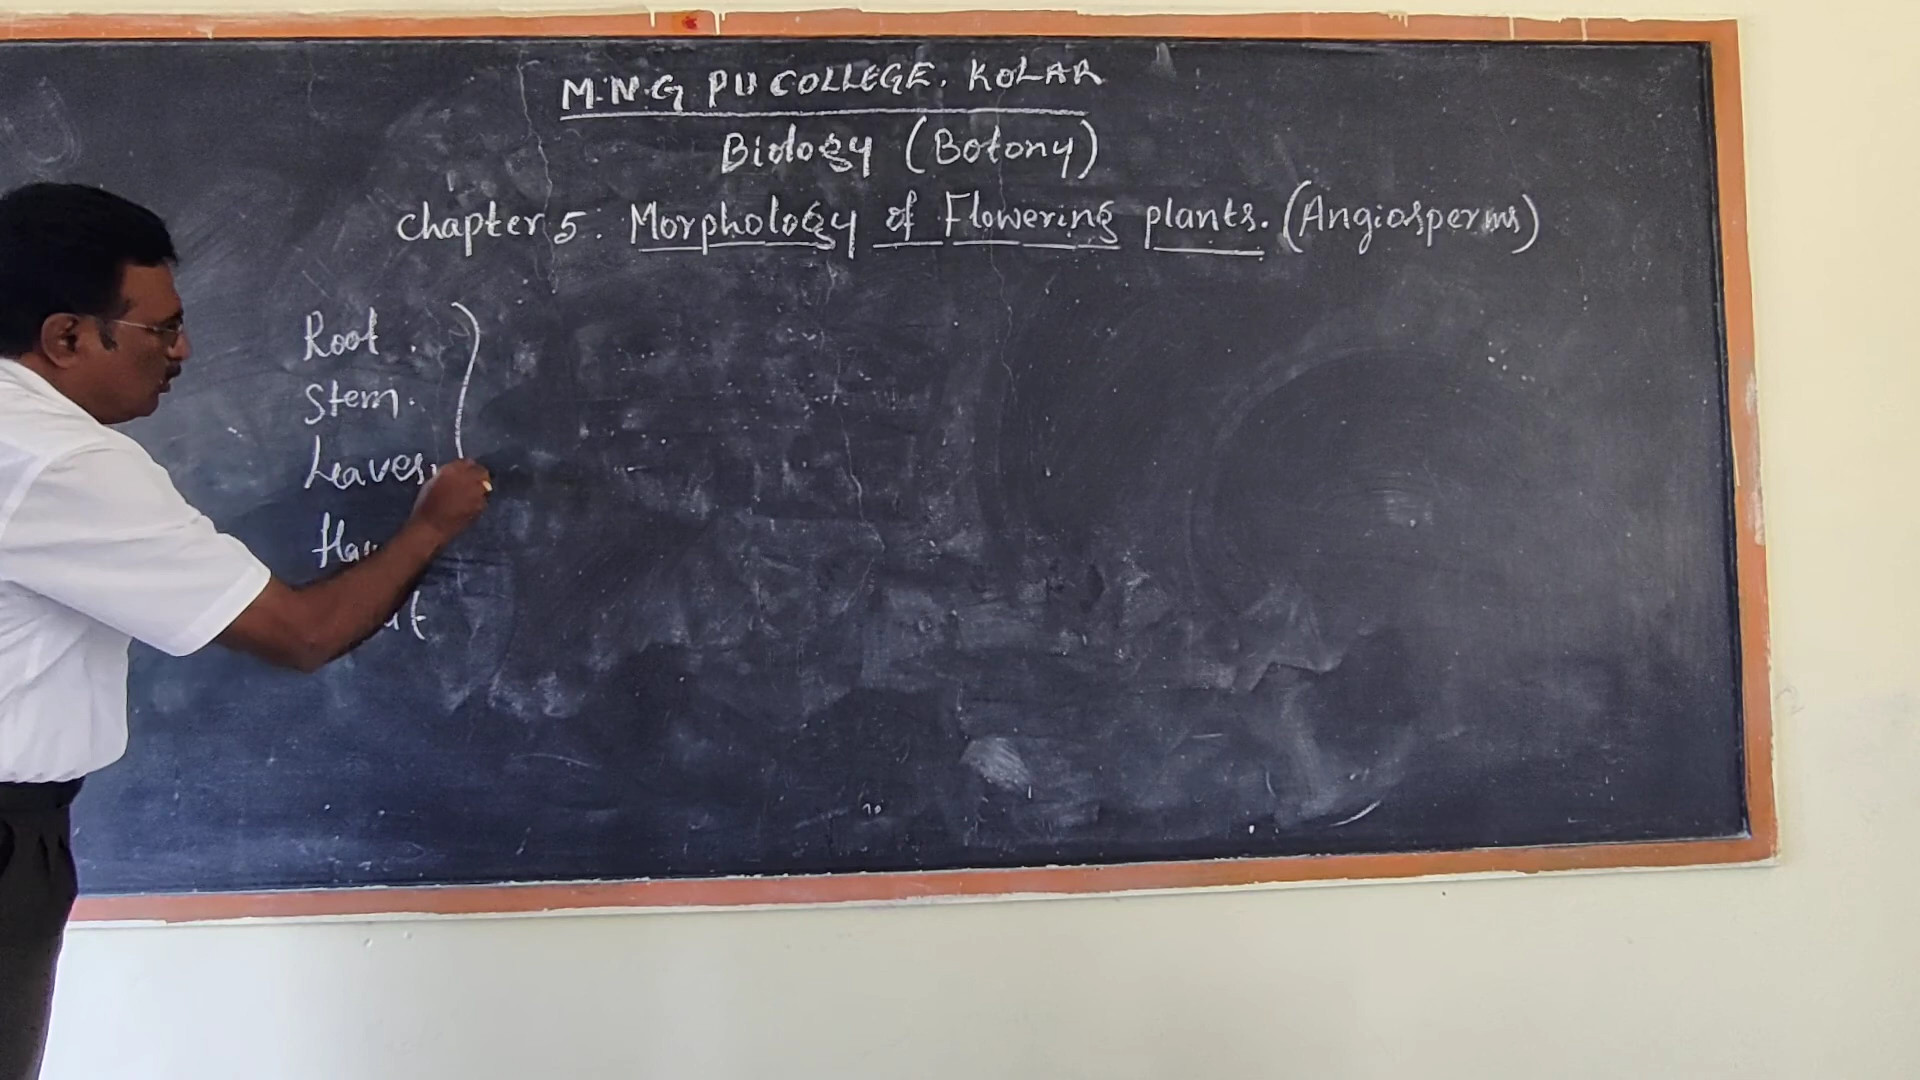 M.N.G PU COLLEGE. KOLAR
Biology (Botony)
Chapter 5: Morphology of Flowering plants. (Angiosperms)
Root
Stem.
Leaves